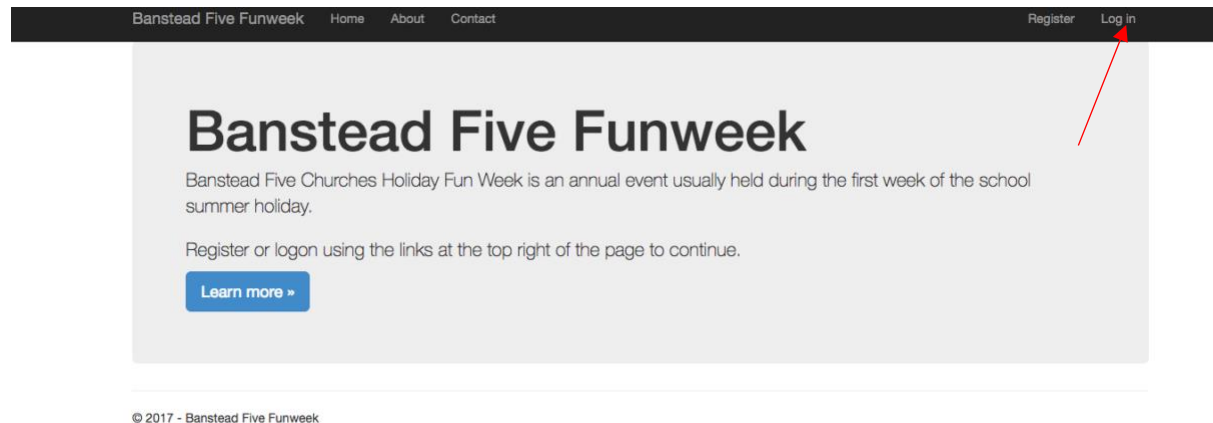 Banstead Five Funweek Home About Contact Register Log in
Banstead Five Funweek
Banstead Five Churches Holiday Fun Week is an annual event usually held during the first week of the school
summer holiday.
Register or logon using the links at the top right of the page to continue.
Learn more »
© 2017 - Banstead Five Funweek